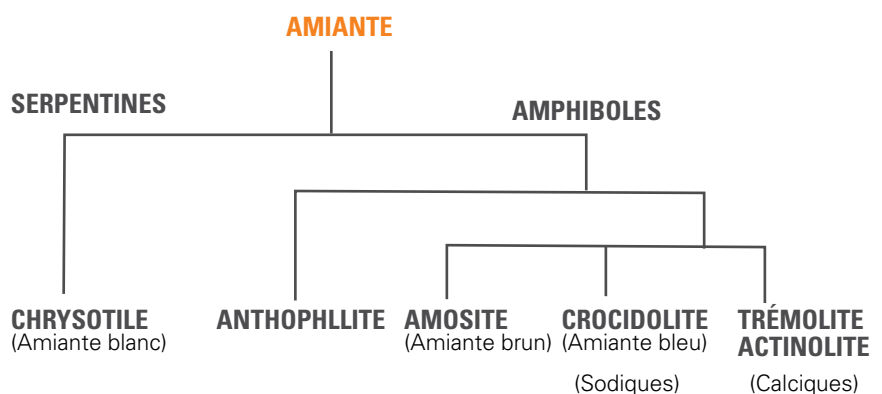 AMIANTE
SERPENTINES
AMPHIBOLES
CHRYSOTILE
(Amiante blanc)
ANTHOPHLLITE
AMOSITE
(Amiante brun)
CROCIDOLITE
(Amiante bleu)
(Sodiques)
TRÉMOLITE
ACTINOLITE
(Calciques)